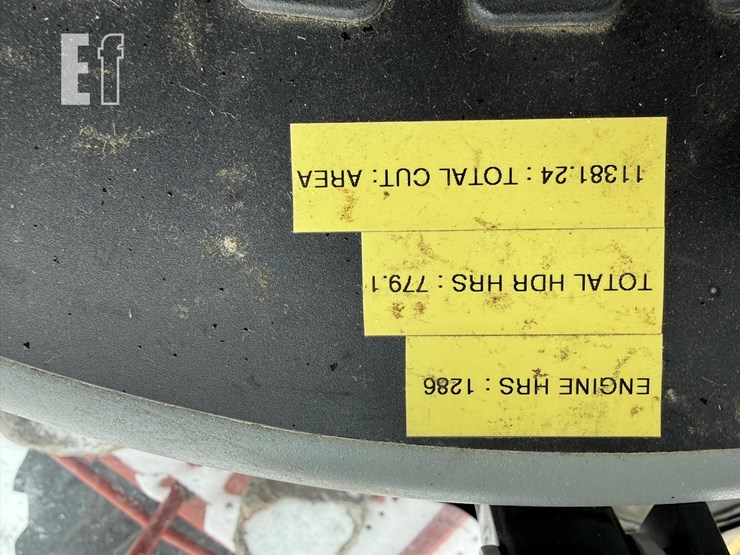 ENGINE HRS : 1286
TOTAL HDR HRS : 779.1
11381.24 : TOTAL CUT: AREA
Ef